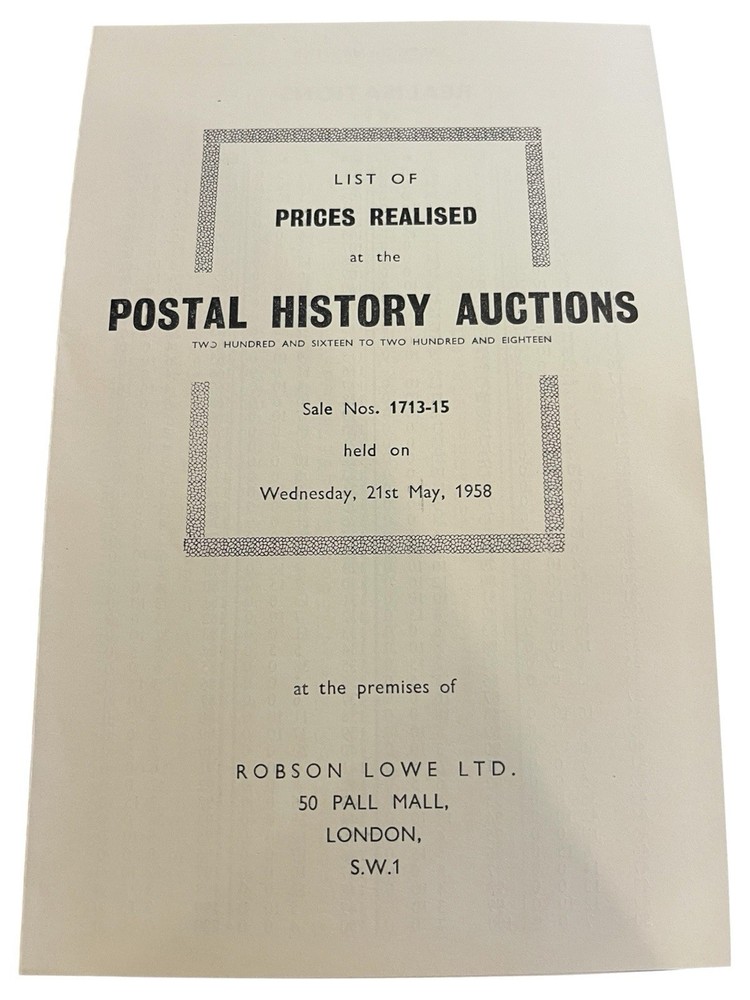 LIST OF
PRICES REALISED
at the
POSTAL HISTORY AUCTIONS
TWO HUNDRED AND SIXTEEN TO TWO HUNDRED AND EIGHTEEN
Sale Nos. 1713-15
held on
Wednesday, 21st May, 1958
at the premises of
ROBSON LOWE LTD.
50 PALL MALL,
LONDON,
S.W.1